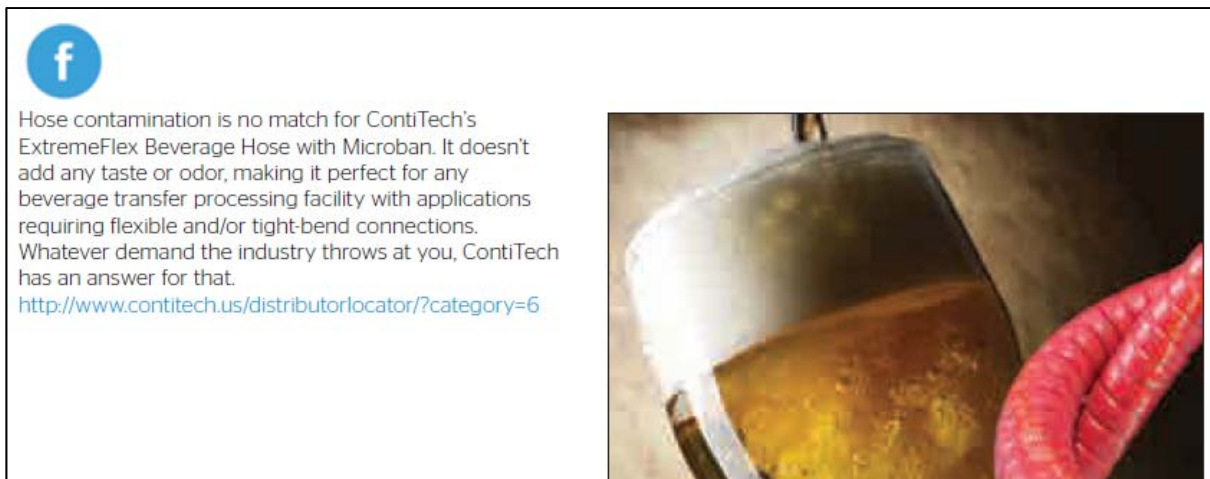 f
Hose contamination is no match for ContiTech's
ExtremeFlex Beverage Hose with Microban. It doesn't
add any taste or odor, making it perfect for any
beverage transfer processing facility with applications
requiring flexible and/or tight-bend connections.
Whatever demand the industry throws at you, ContiTech
has an answer for that.
http://www.contitech.us/distributorlocator/?category=6